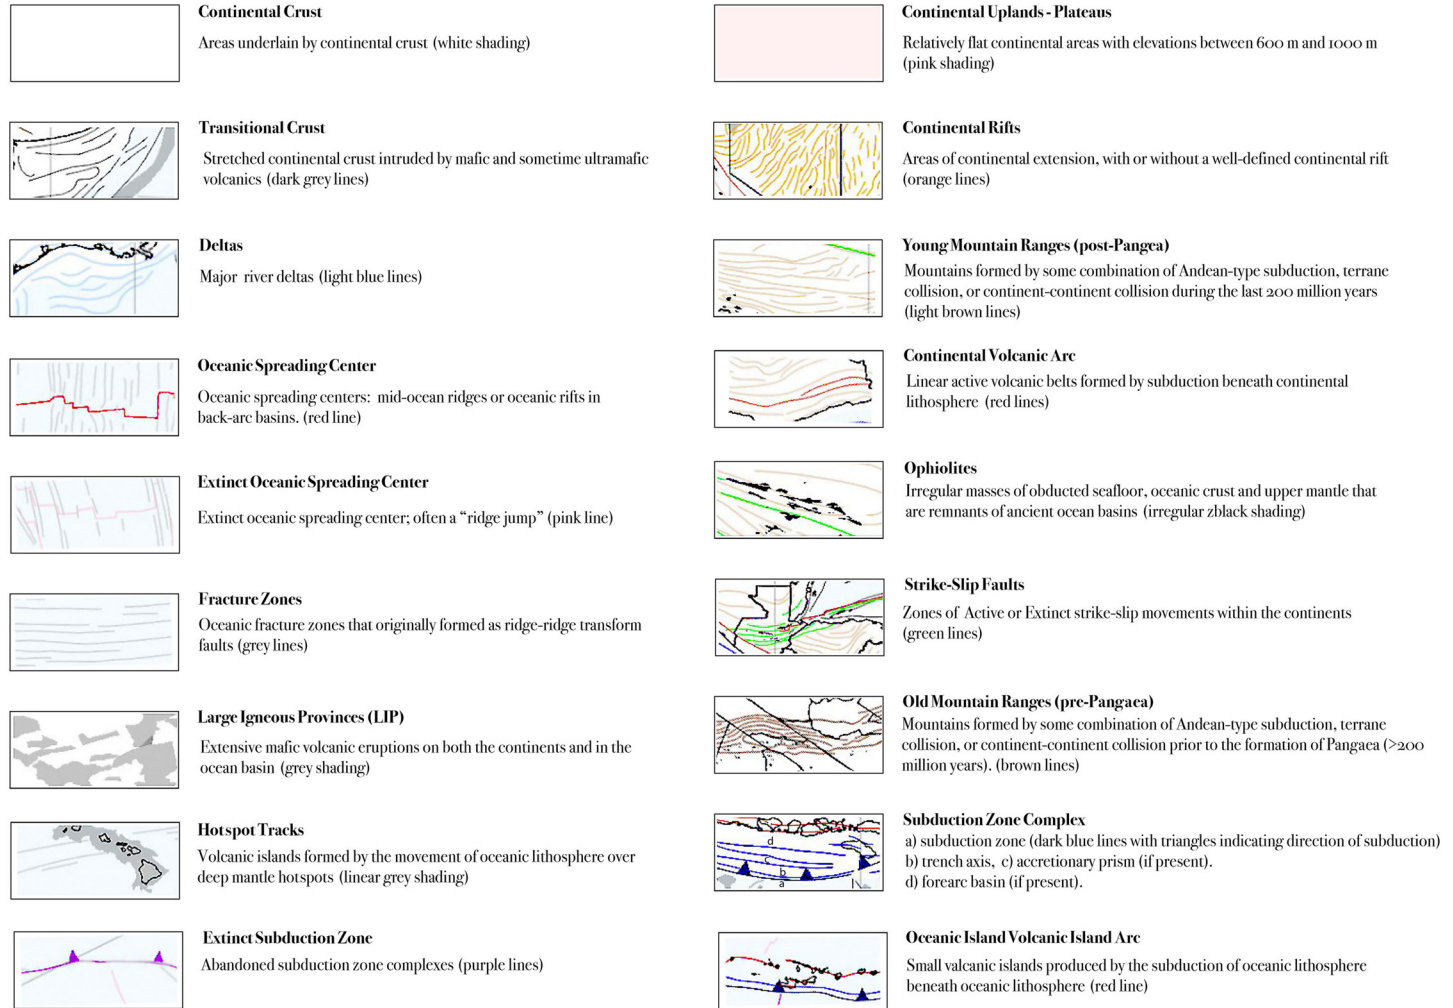 Continental Crust
Areas underlain by continental crust (white shading)
Transitional Crust
Stretched continental crust intruded by mafic and sometime ultramafic
volcanics (dark grey lines)
Deltas
Major river deltas (light blue lines)
Oceanic Spreading Center
Oceanic spreading centers: mid-ocean ridges or oceanic rifts in
back-arc basins. (red line)
Extinct Oceanic Spreading Center
Extinct oceanic spreading center; often a “ridge jump” (pink line)
Fracture Zones
Oceanic fracture zones that originally formed as ridge-ridge transform
faults (grey lines)
Large Igneous Provinces (LIP)
Extensive mafic volcanic eruptions on both the continents and in the
ocean basin (grey shading)
Hotspot Tracks
Volcanic islands formed by the movement of oceanic lithosphere over
deep mantle hotspots (linear grey shading)
Extinct Subduction Zone
Abandoned subduction zone complexes (purple lines)
Continental Uplands - Plateaus
Relatively flat continental areas with elevations between 600 m and 1000 m
(pink shading)
Continental Rifts
Areas of continental extension, with or without a well-defined continental rift
(orange lines)
Young Mountain Ranges (post-Pangea)
Mountains formed by some combination of Andean-type subduction, terrane
collision, or continent-continent collision during the last 200 million years
(light brown lines)
Continental Volcanic Arc
Linear active volcanic belts formed by subduction beneath continental
lithosphere (red lines)
Ophiolites
Irregular masses of obducted seafloor, oceanic crust and upper mantle that
are remnants of ancient ocean basins (irregular zblack shading)
Strike-Slip Faults
Zones of Active or Extinct strike-slip movements within the continents
(green lines)
Old Mountain Ranges (pre-Pangaea)
Mountains formed by some combination of Andean-type subduction, terrane
collision, or continent-continent collision prior to the formation of Pangaea (>200
million years). (brown lines)
d
c
b
a
Subduction Zone Complex
a) subduction zone (dark blue lines with triangles indicating direction of subduction)
b) trench axis, c) accretionary prism (if present).
d) forearc basin (if present).
Oceanic Island Volcanic Island Arc
Small valcanic islands produced by the subduction of oceanic lithosphere
beneath oceanic lithosphere (red line)